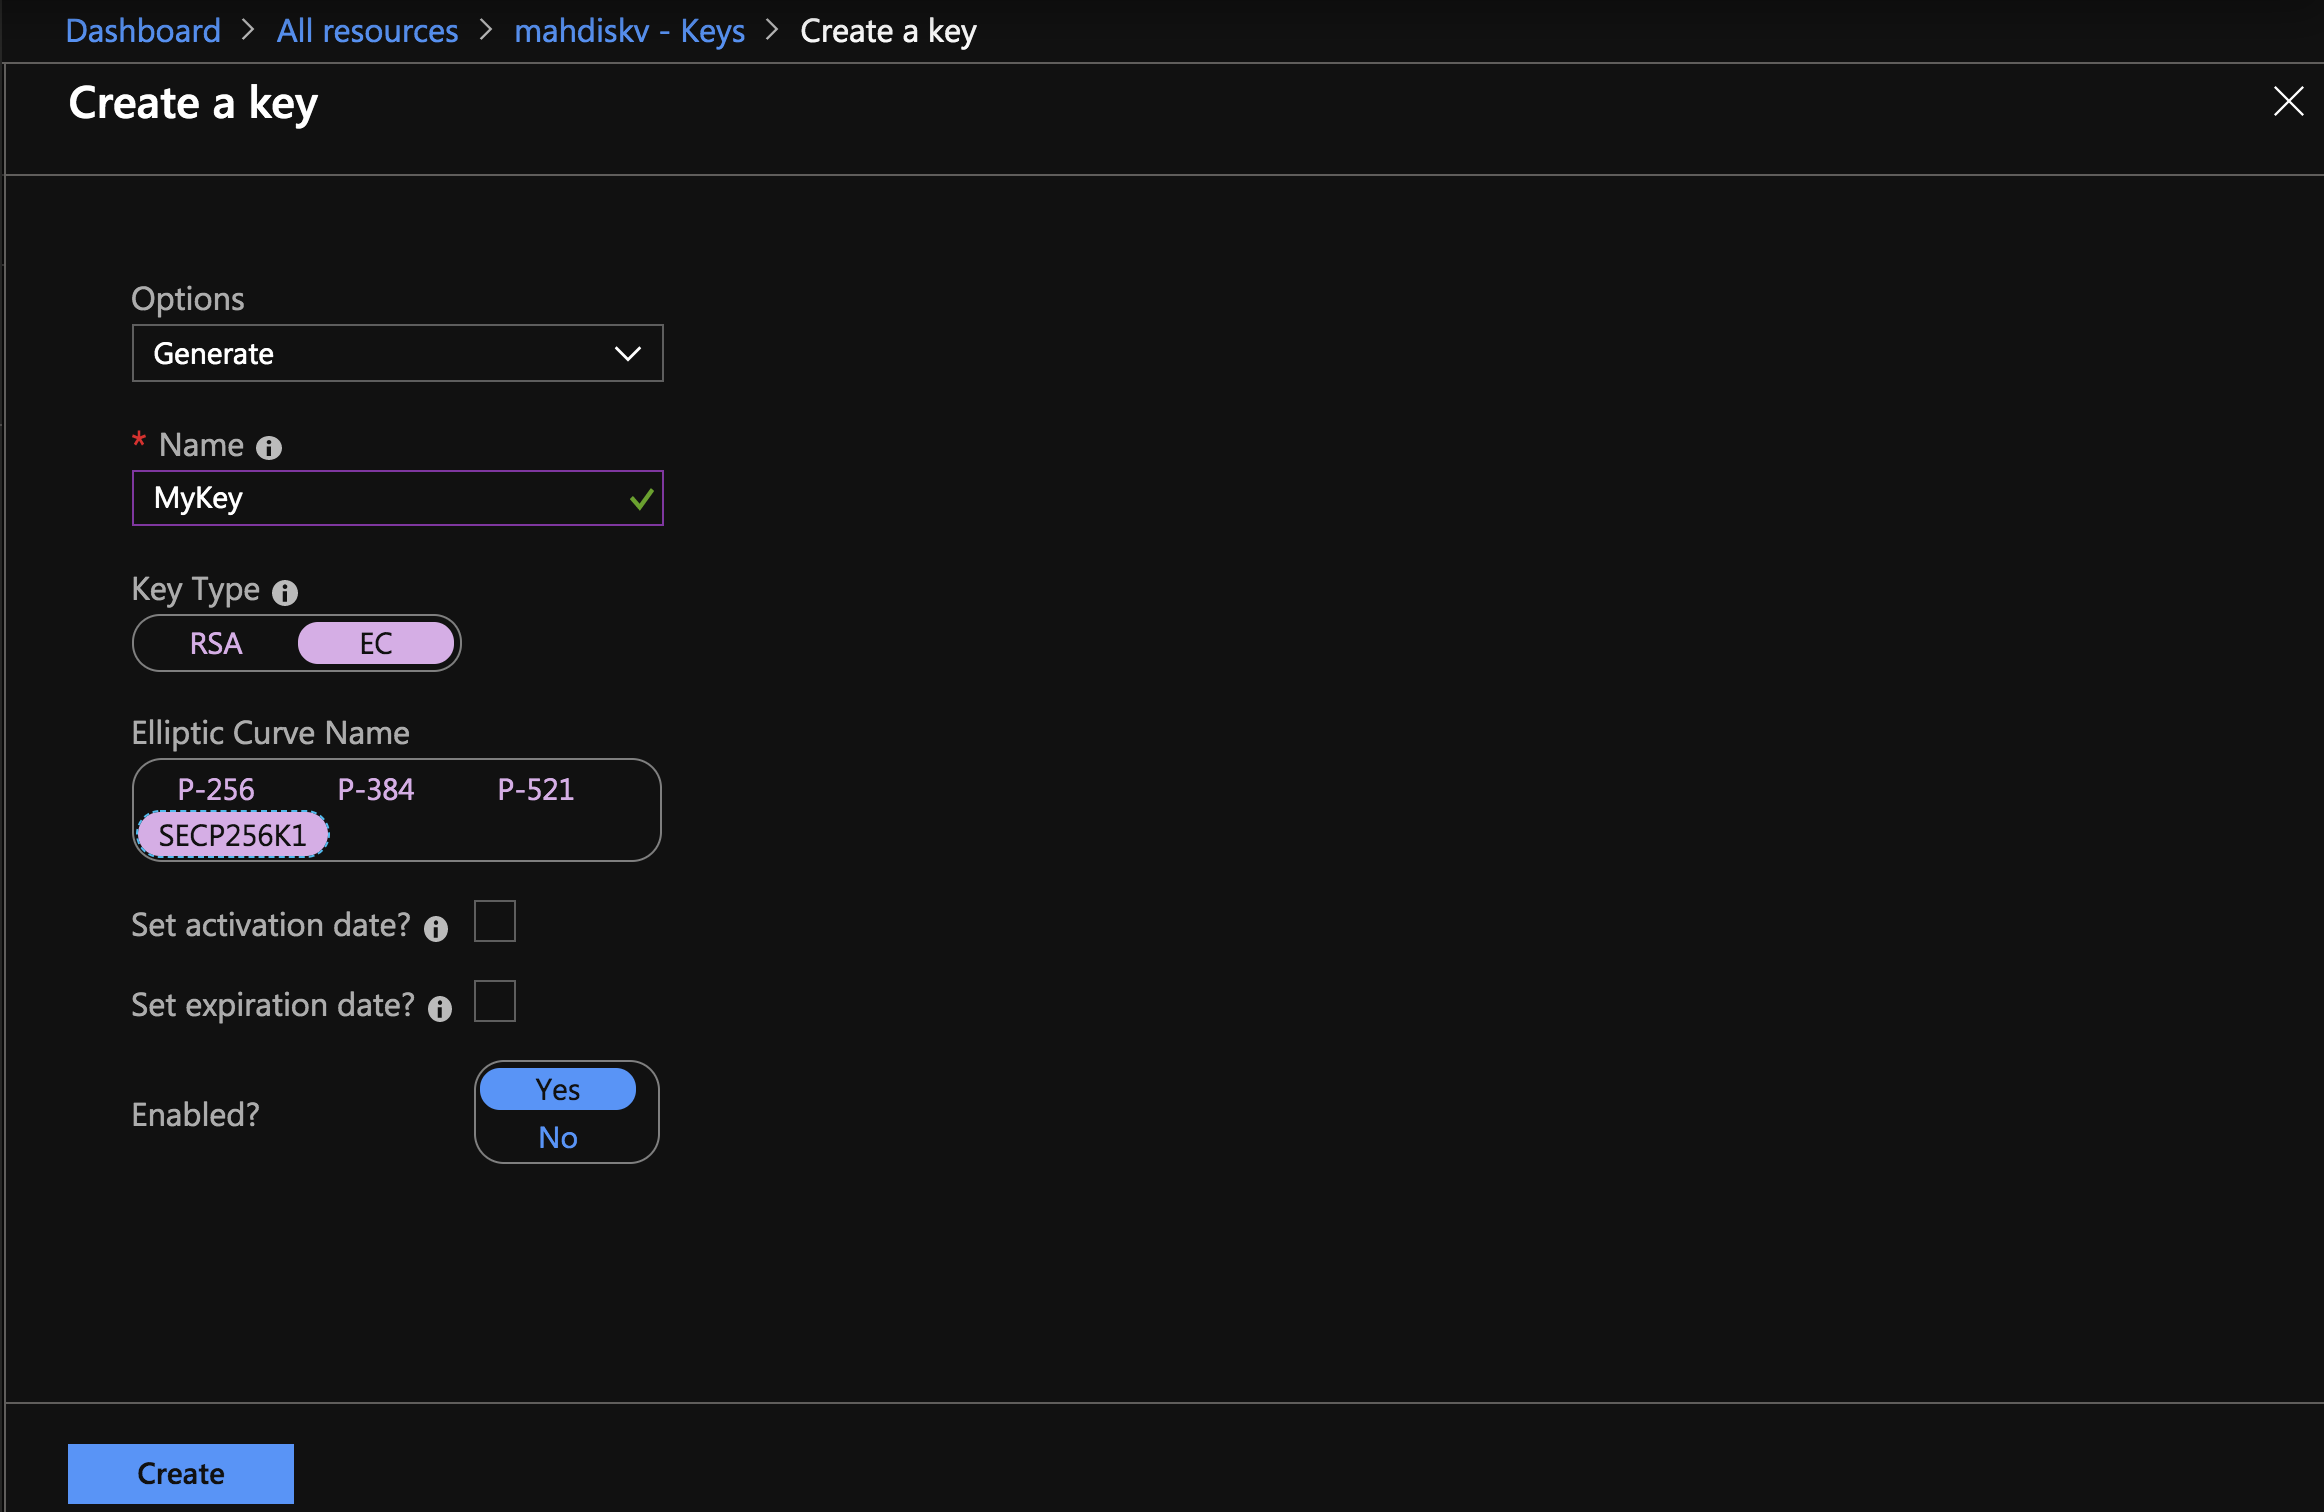 Dashboard > All resources > mahdiskv - Keys > Create a key
Create a key
Options
Generate
* Name
MyKey
Key Type
RSA EC
Elliptic Curve Name
P-256 P-384 P-521
SECP256K1
Set activation date?
Set expiration date?
Yes
Enabled?
No
Create